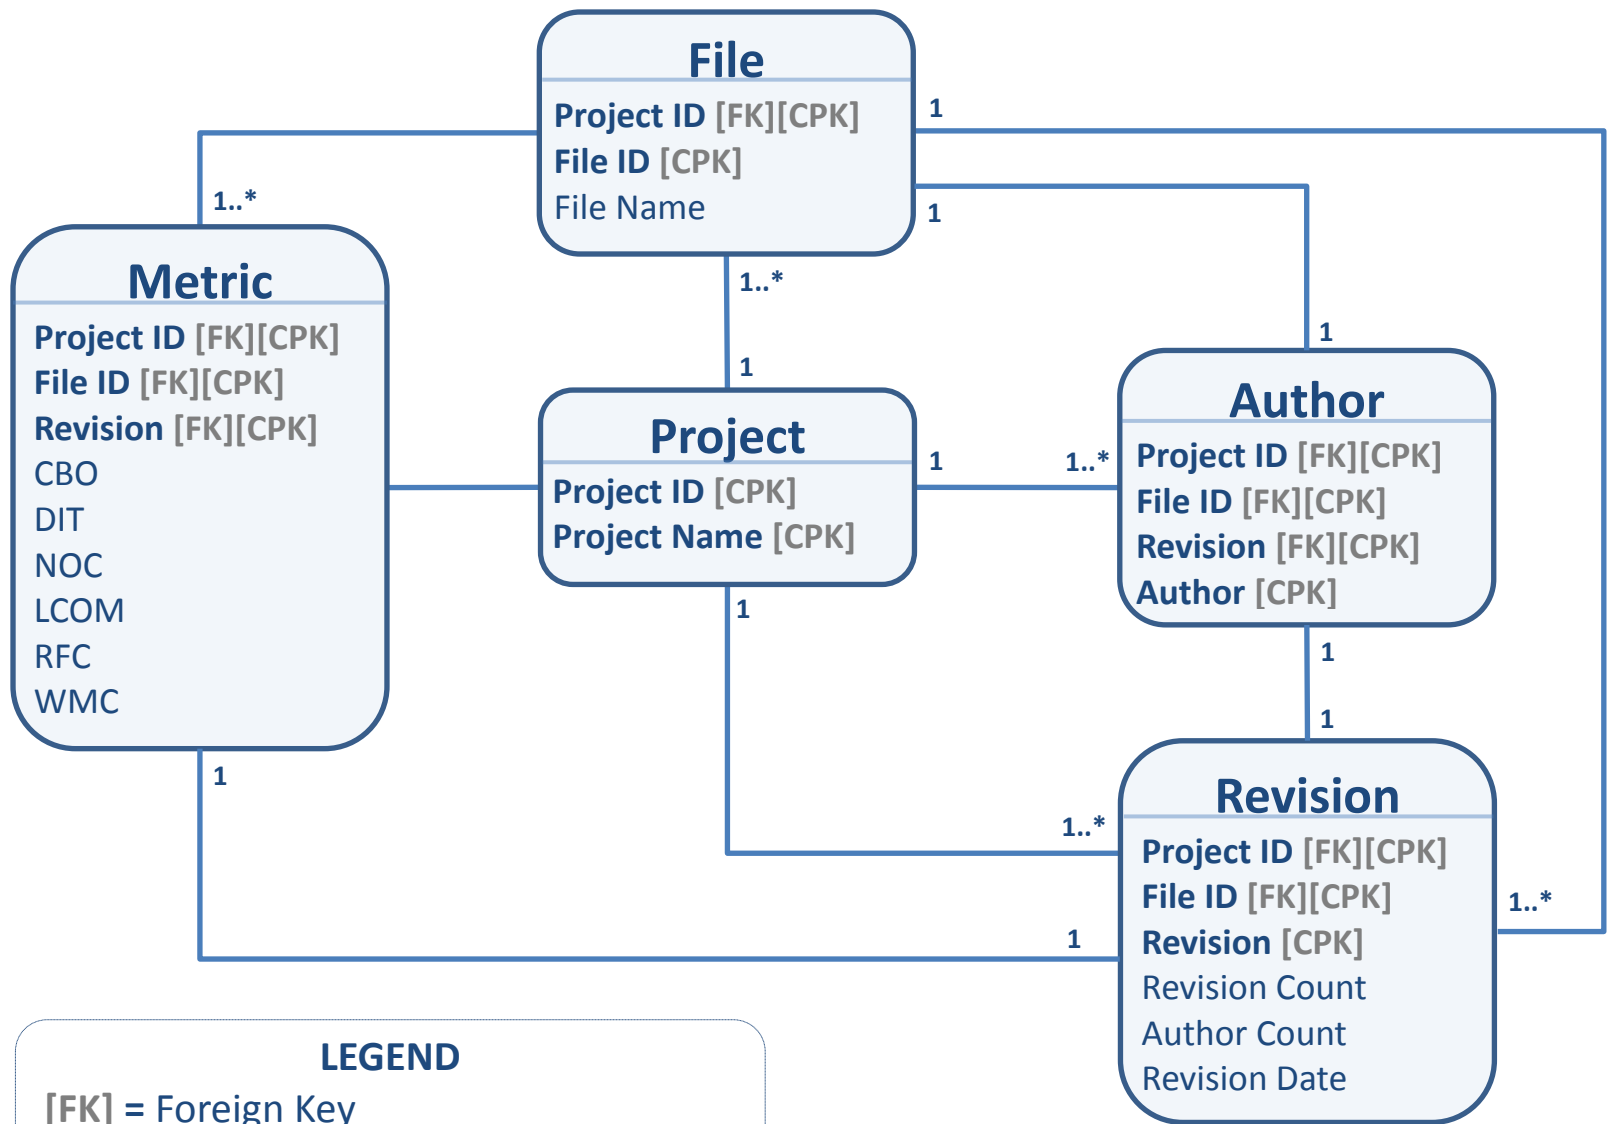 File
Project ID [FK][CPK]
File ID [CPK]
File Name
1
1
1..*
1..*
1
Metric
Project ID [FK][CPK]
File ID [FK][CPK]
Revision [FK][CPK]
CBO
DIT
NOC
LCOM
RFC
WMC
1
Project
Project ID [CPK]
Project Name [CPK]
1
1..*
1
1
Author
Project ID [FK][CPK]
File ID [FK][CPK]
Revision [FK][CPK]
Author [CPK]
1
1
1..*
1
1..*
Revision
Project ID [FK][CPK]
File ID [FK][CPK]
Revision [CPK]
Revision Count
Author Count
Revision Date
LEGEND
[FK] = Foreign Key